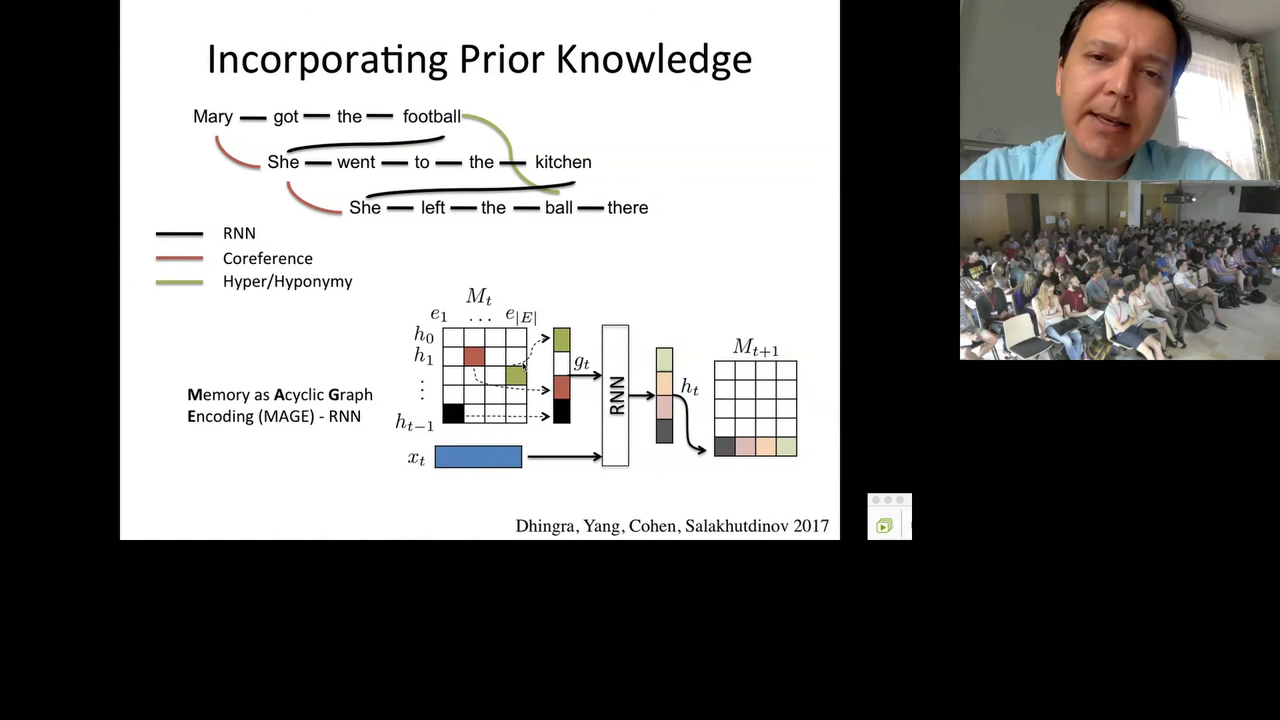 Incorporating Prior Knowledge
Mary got the football
She went to the kitchen
She left the ball there
RNN
Coreference
Hyper/Hyponymy
M_t
e_1 ... e_|E|
h_0
h_1
⋮
h_{t-1}
x_t
g_t
RNN
h_t
M_{t+1}
Memory as Acyclic Graph
Encoding (MAGE) - RNN
Dhingra, Yang, Cohen, Salakhutdinov 2017